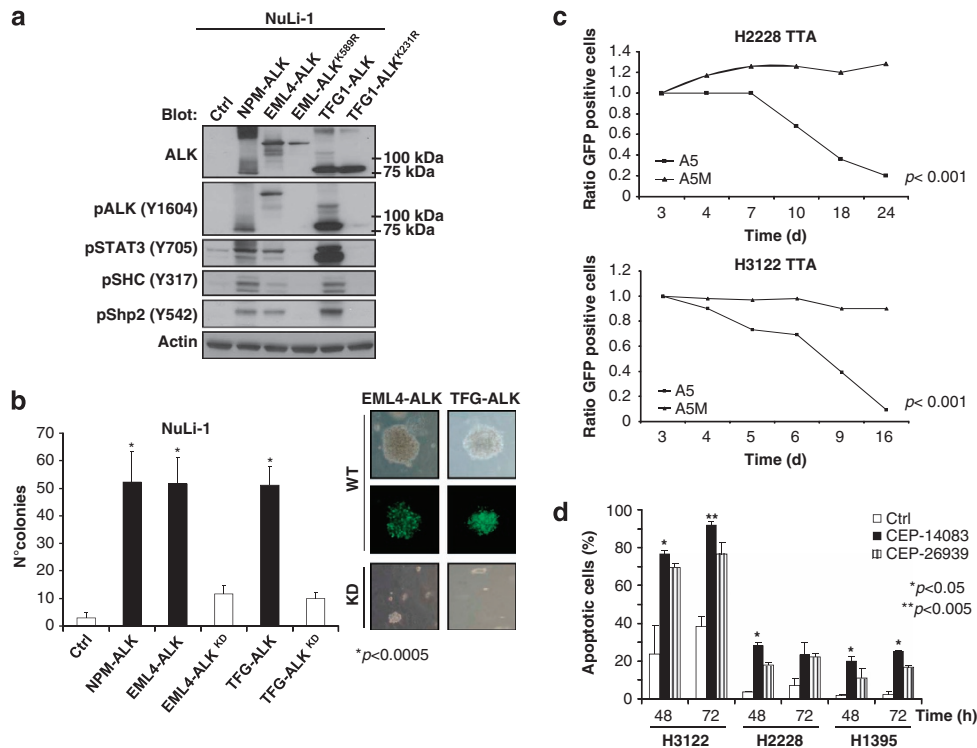 a
NuLi-1
Blot:
Ctrl
NPM-ALK
EML4-ALK
EML-ALK^K589R
TFG1-ALK
TFG1-ALK^K231R
ALK
100 kDa
75 kDa
pALK (Y1604)
100 kDa
75 kDa
pSTAT3 (Y705)
pSHC (Y317)
pShp2 (Y542)
Actin
b
NuLi-1
N°colonies
70
60
50
40
30
20
10
0
* * *
Ctrl
NPM-ALK
EML4-ALK
EML4-ALK^KD
TFG-ALK
TFG-ALK^KD
EML4-ALK TFG-ALK
WT
KD
*p<0.0005
c
H2228 TTA
Ratio GFP positive cells
1.4
1.2
1.0
0.8
0.6
0.4
0.2
0
A5
A5M
p< 0.001
3 4 7 10 18 24
Time (d)
H3122 TTA
Ratio GFP positive cells
1.2
1.0
0.8
0.6
0.4
0.2
0
A5
A5M
p< 0.001
3 4 5 6 9 16
Time (d)
d
Apoptotic cells (%)
100
80
60
40
20
0
* ** * * *
Ctrl
CEP-14083
CEP-26939
*p<0.05
**p<0.005
48 72 48 72 48 72 Time (h)
H3122 H2228 H1395